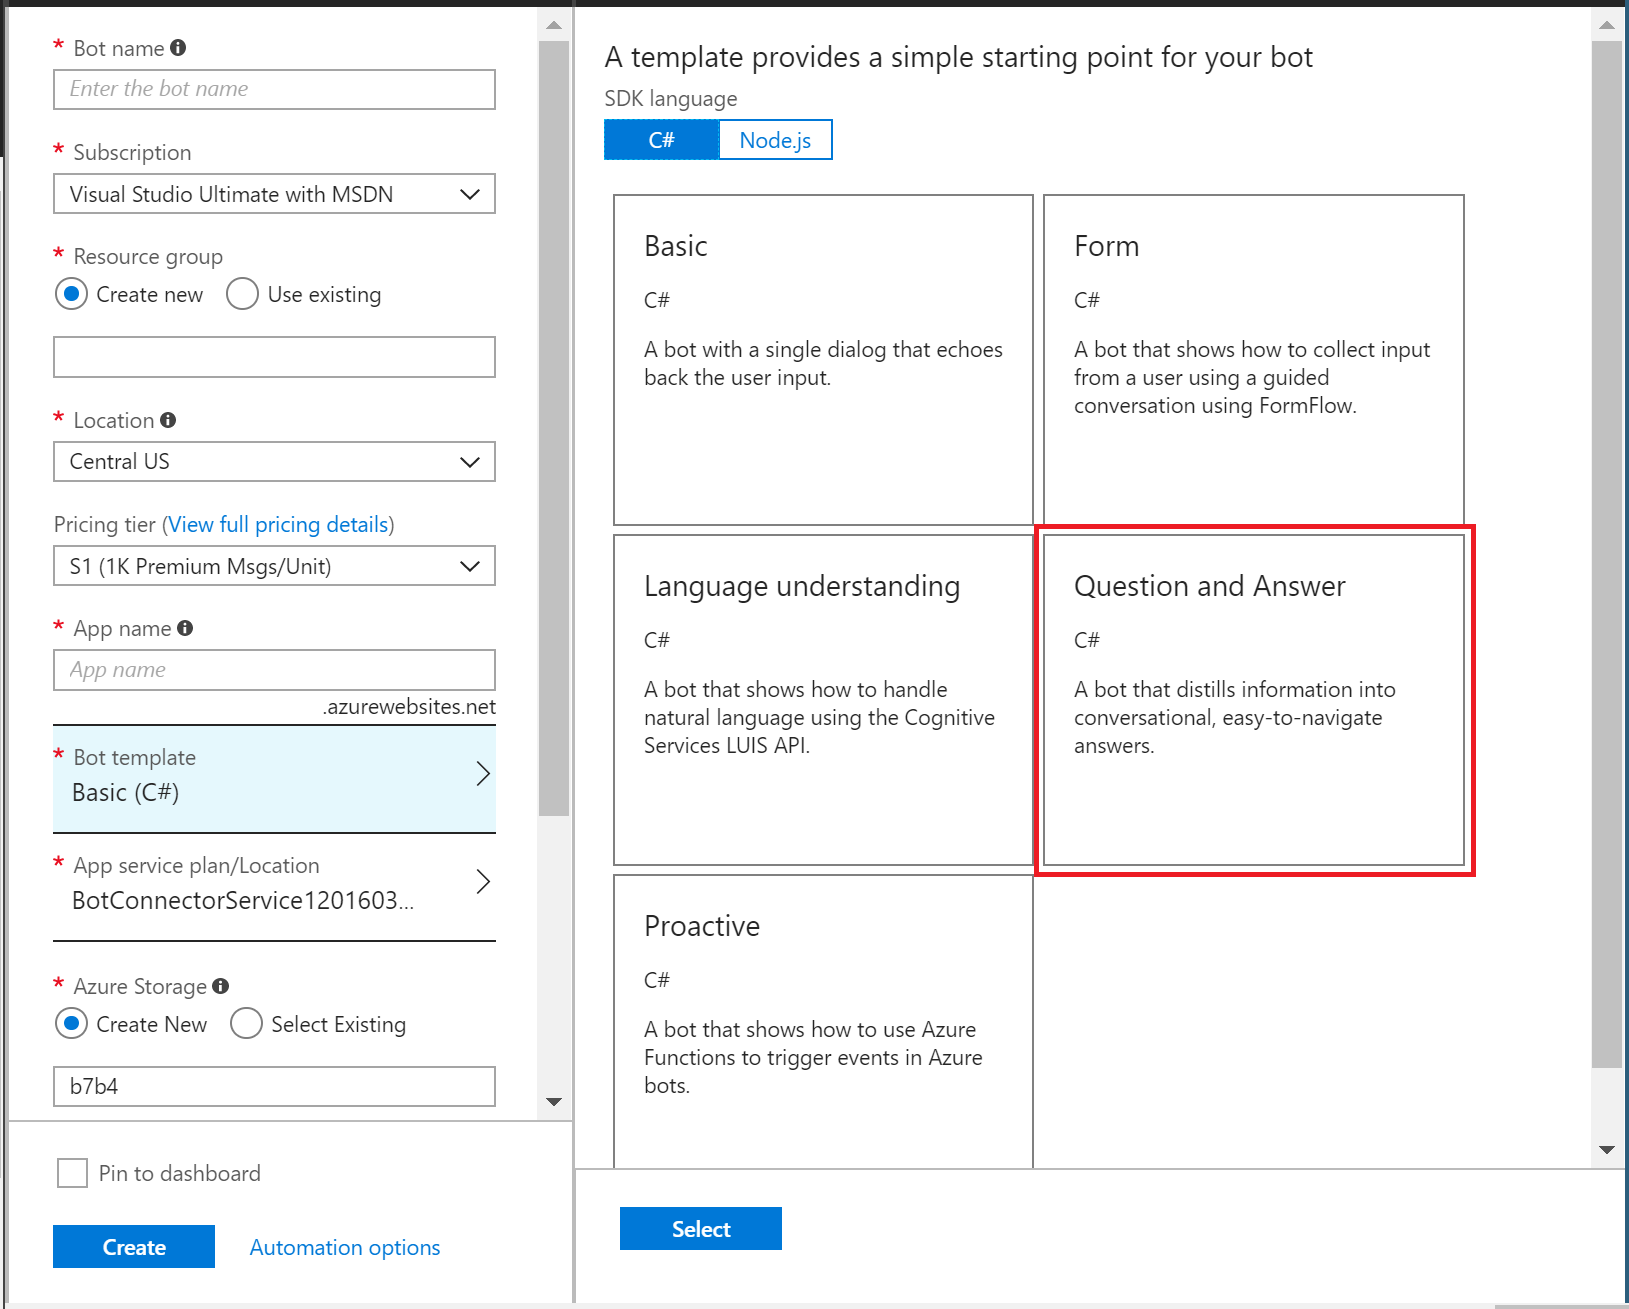 * Bot name
Enter the bot name
* Subscription
Visual Studio Ultimate with MSDN
* Resource group
Create new Use existing
* Location
Central US
Pricing tier (View full pricing details)
S1 (1K Premium Msgs/Unit)
* App name
App name
.azurewebsites.net
* Bot template
Basic (C#)
* App service plan/Location
BotConnectorService1201603...
* Azure Storage
Create New Select Existing
b7b4
Pin to dashboard
Create Automation options
A template provides a simple starting point for your bot
SDK language
C# Node.js
Basic
C#
A bot with a single dialog that echoes
back the user input.
Form
C#
A bot that shows how to collect input
from a user using a guided
conversation using FormFlow.
Language understanding
C#
A bot that shows how to handle
natural language using the Cognitive
Services LUIS API.
Question and Answer
C#
A bot that distills information into
conversational, easy-to-navigate
answers.
Proactive
C#
A bot that shows how to use Azure
Functions to trigger events in Azure
bots.
Select